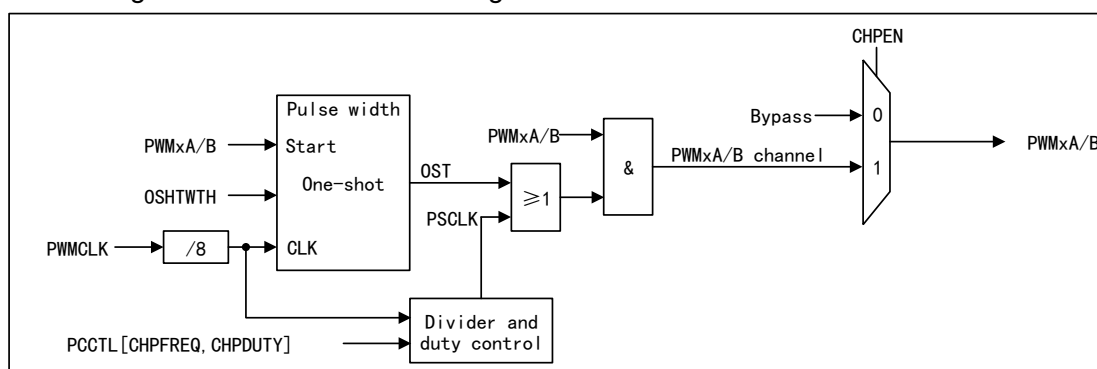 CHPEN
Pulse width
Bypass
0
PWMxA/B
Start
PWMxA/B
PWMxA/B
PWMxA/B channel
1
One-shot
OST
&
OSHTWTH
≥1
PSCLK
PWMCLK
/8
CLK
Divider and
duty control
PCCTL[CHPFREQ,CHPDUTY]